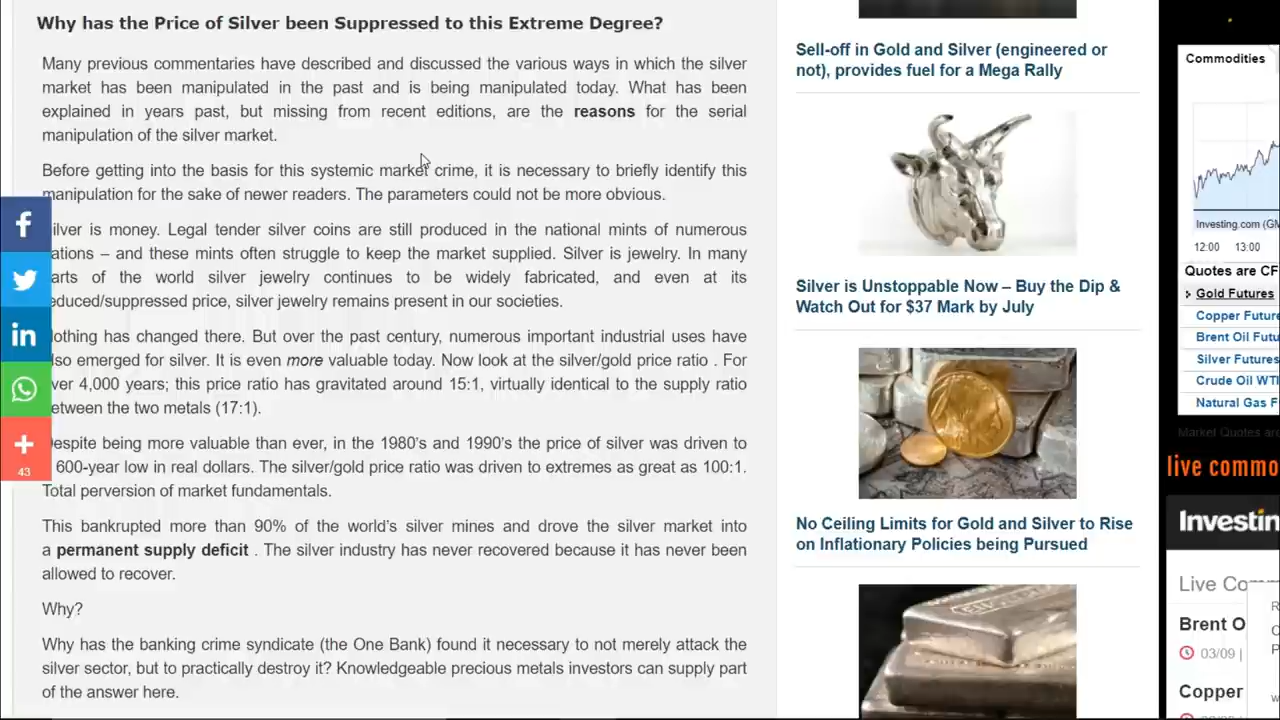 Why has the Price of Silver been Suppressed to this Extreme Degree?
Many previous commentaries have described and discussed the various ways in which the silver
market has been manipulated in the past and is being manipulated today. What has been
explained in years past, but missing from recent editions, are the reasons for the serial
manipulation of the silver market.
Before getting into the basis for this systemic market crime, it is necessary to briefly identify this
manipulation for the sake of newer readers. The parameters could not be more obvious.
ilver is money. Legal tender silver coins are still produced in the national mints of numerous
ations – and these mints often struggle to keep the market supplied. Silver is jewelry. In many
arts of the world silver jewelry continues to be widely fabricated, and even at its
educed/suppressed price, silver jewelry remains present in our societies.
lothing has changed there. But over the past century, numerous important industrial uses have
lso emerged for silver. It is even more valuable today. Now look at the silver/gold price ratio . For
ver 4,000 years; this price ratio has gravitated around 15:1, virtually identical to the supply ratio
etween the two metals (17:1).
espite being more valuable than ever, in the 1980's and 1990's the price of silver was driven to
600-year low in real dollars. The silver/gold price ratio was driven to extremes as great as 100:1.
Total perversion of market fundamentals.
This bankrupted more than 90% of the world's silver mines and drove the silver market into
a permanent supply deficit . The silver industry has never recovered because it has never been
allowed to recover.
Why?
Why has the banking crime syndicate (the One Bank) found it necessary to not merely attack the
silver sector, but to practically destroy it? Knowledgeable precious metals investors can supply part
of the answer here.
43
Sell-off in Gold and Silver (engineered or
not), provides fuel for a Mega Rally
Silver is Unstoppable Now – Buy the Dip &
Watch Out for $37 Mark by July
No Ceiling Limits for Gold and Silver to Rise
on Inflationary Policies being Pursued
Commodities
Investing.com (GM
12:00 13:00
Quotes are CF
Gold Futures
Copper Future
Brent Oil Futu
Silver Futures
Crude Oil WTI
Natural Gas F
Market Quotes are
live commo
Investin
Live Com
Brent O
03/09 |
Copper